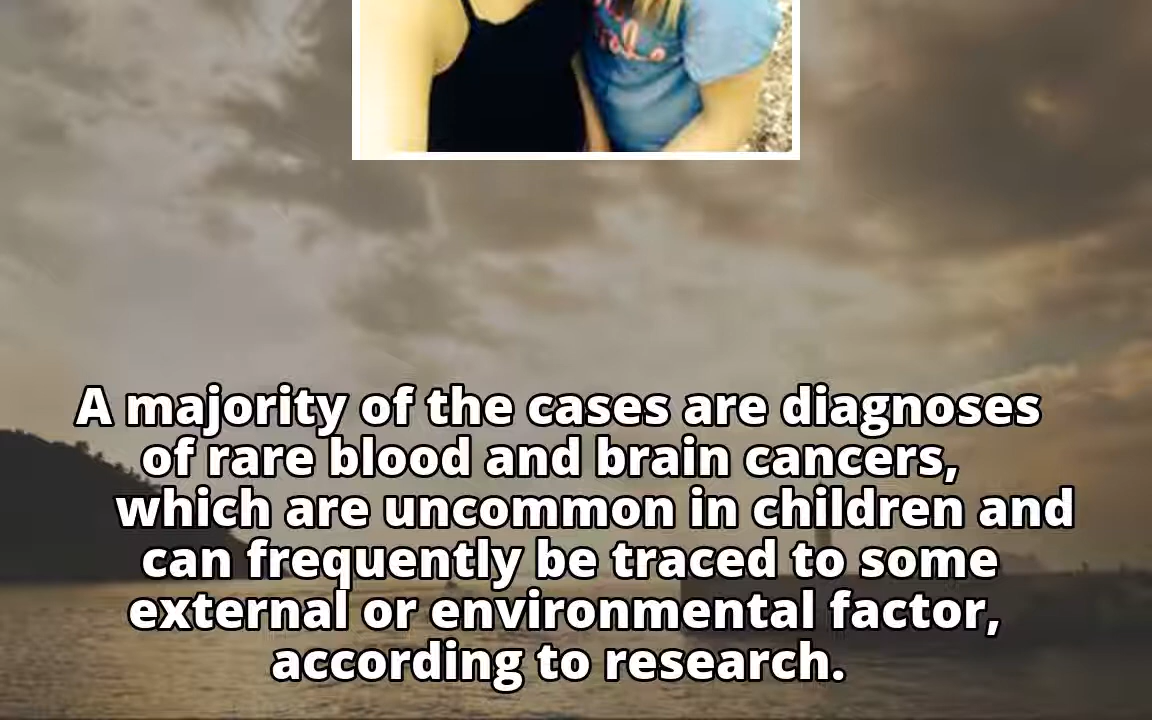 A majority of the cases are diagnoses
of rare blood and brain cancers,
which are uncommon in children and
can frequently be traced to some
external or environmental factor,
according to research.